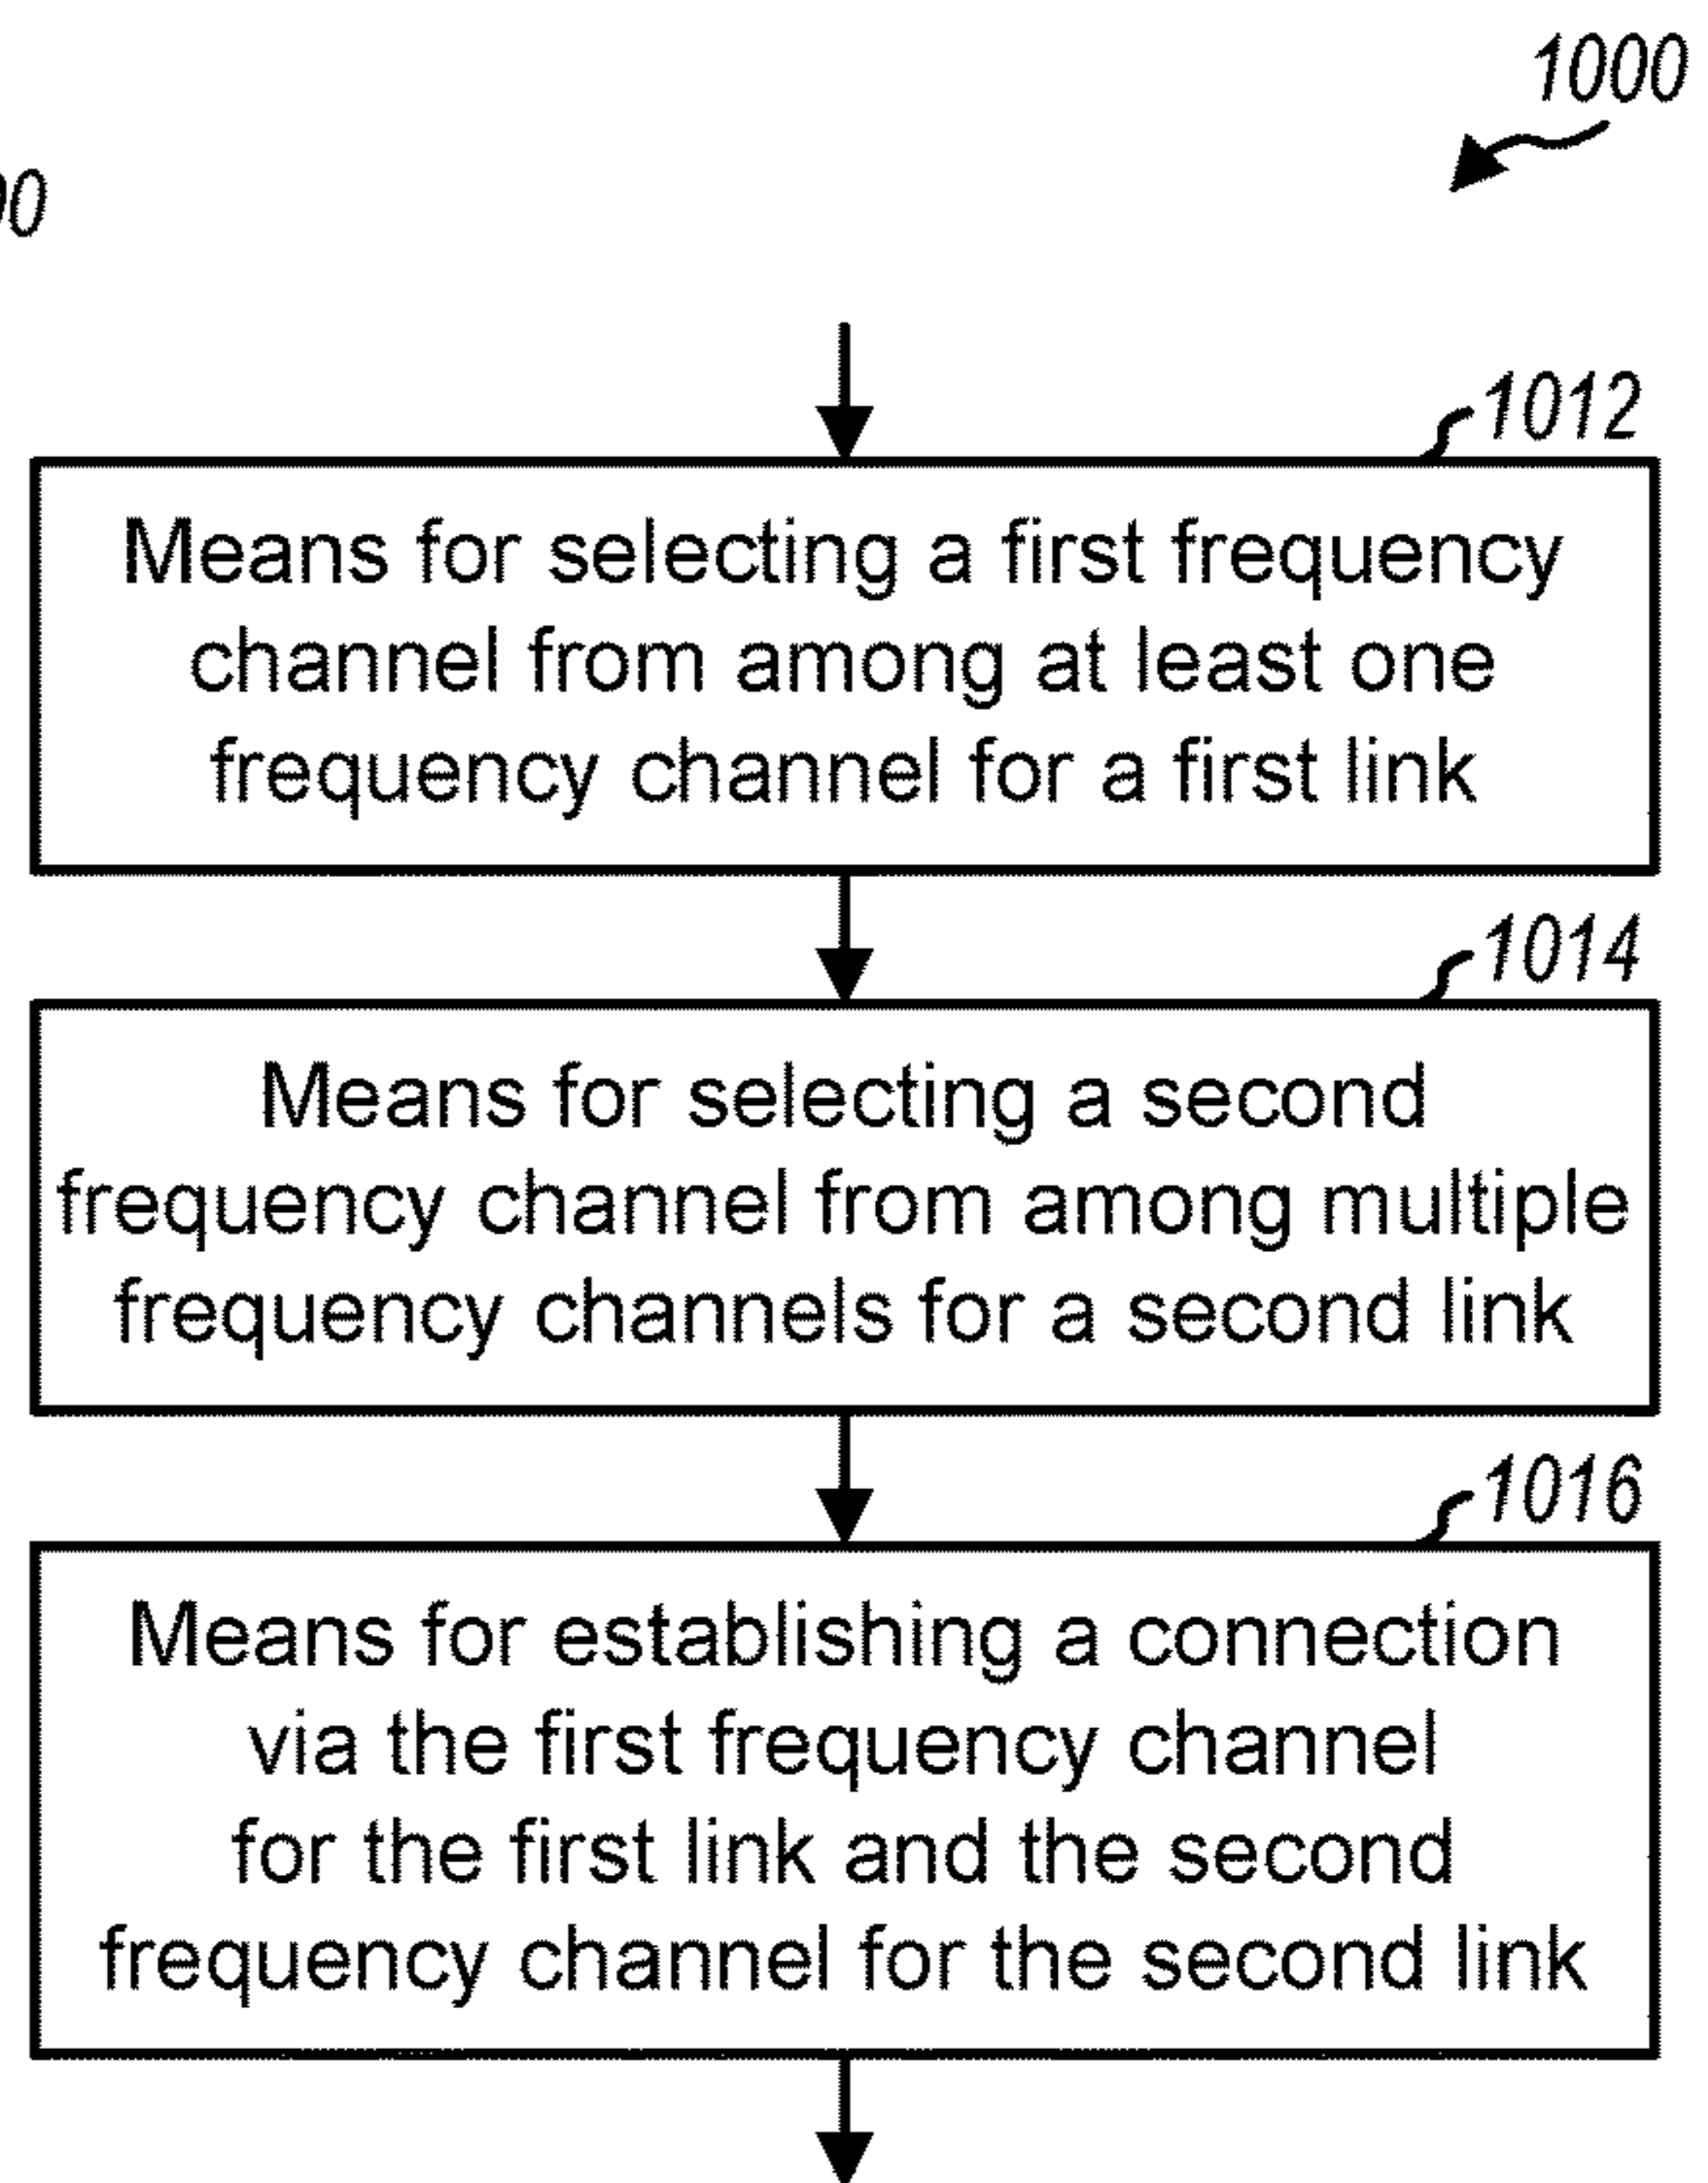 1000
00
1012
Means for selecting a first frequency
channel from among at least one
frequency channel for a first link
1014
Means for selecting a second
frequency channel from among multiple
frequency channels for a second link
1016
Means for establishing a connection
via the first frequency channel
for the first link and the second
frequency channel for the second link